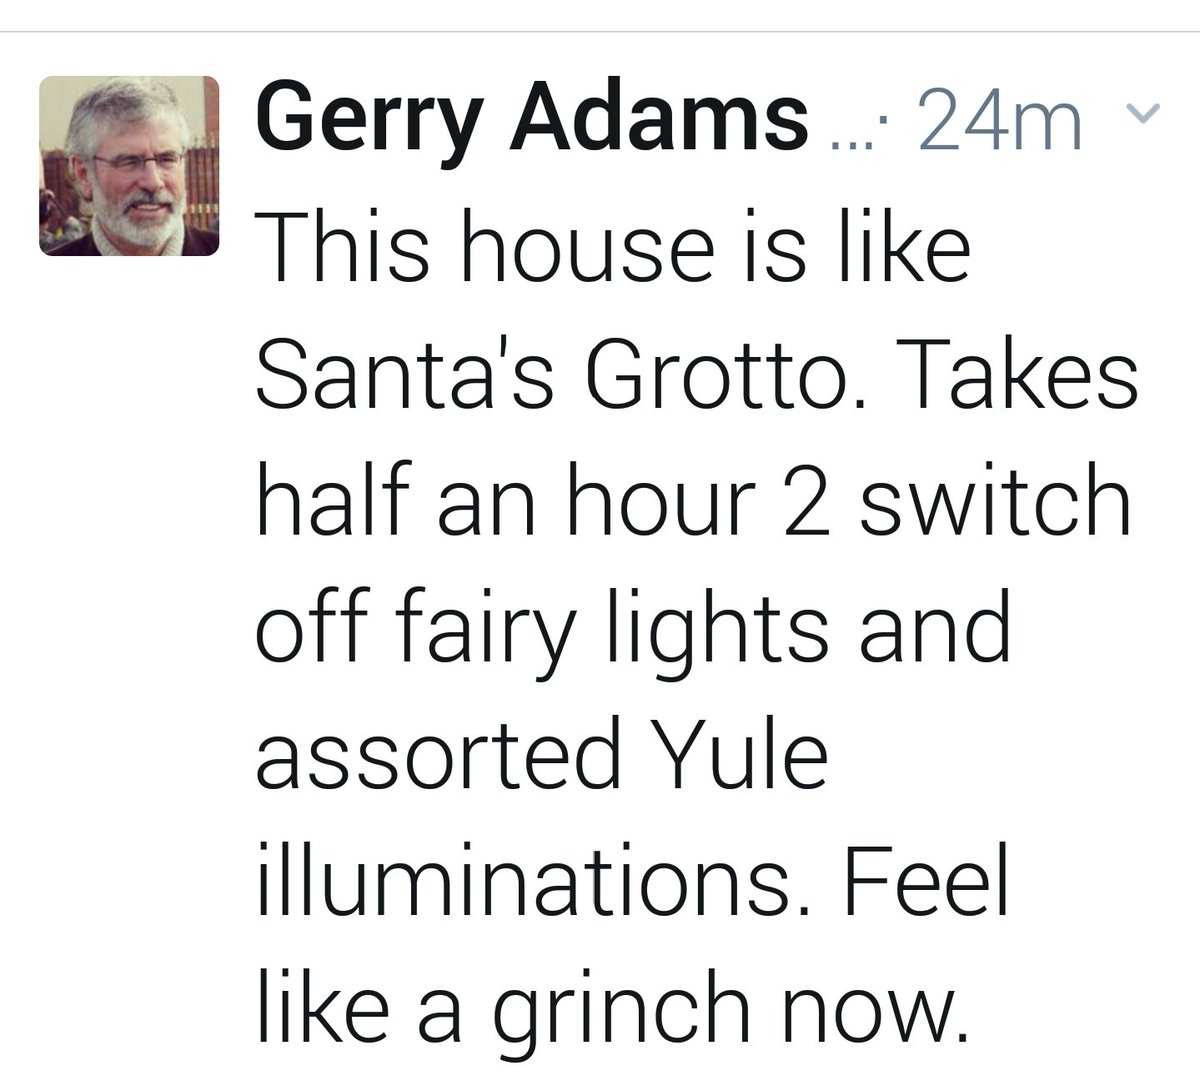 Gerry Adams ...· 24m
This house is like
Santa's Grotto. Takes
half an hour 2 switch
off fairy lights and
assorted Yule
illuminations. Feel
like a grinch now.